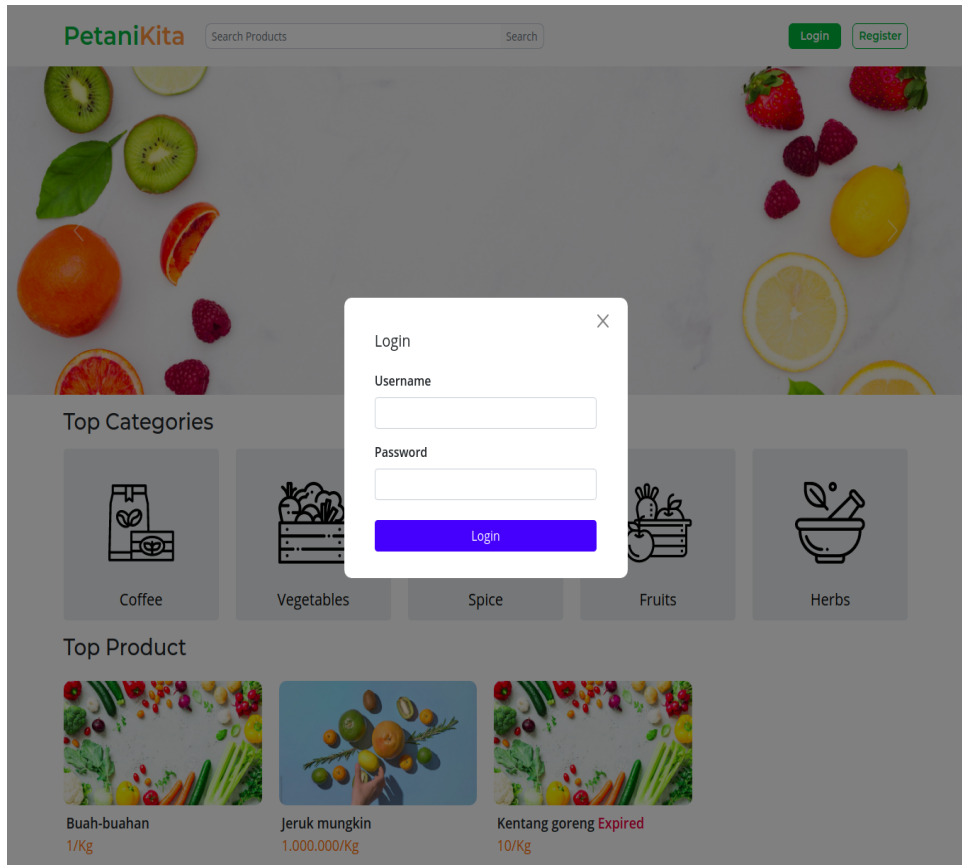 PetaniKita Search Products Search Login Register
Login
Username
Password
Login
Top Categories
Coffee Vegetables Spice Fruits Herbs
Top Product
Buah-buahan Jeruk mungkin Kentang goreng Expired
1/Kg 1.000.000/Kg 10/Kg